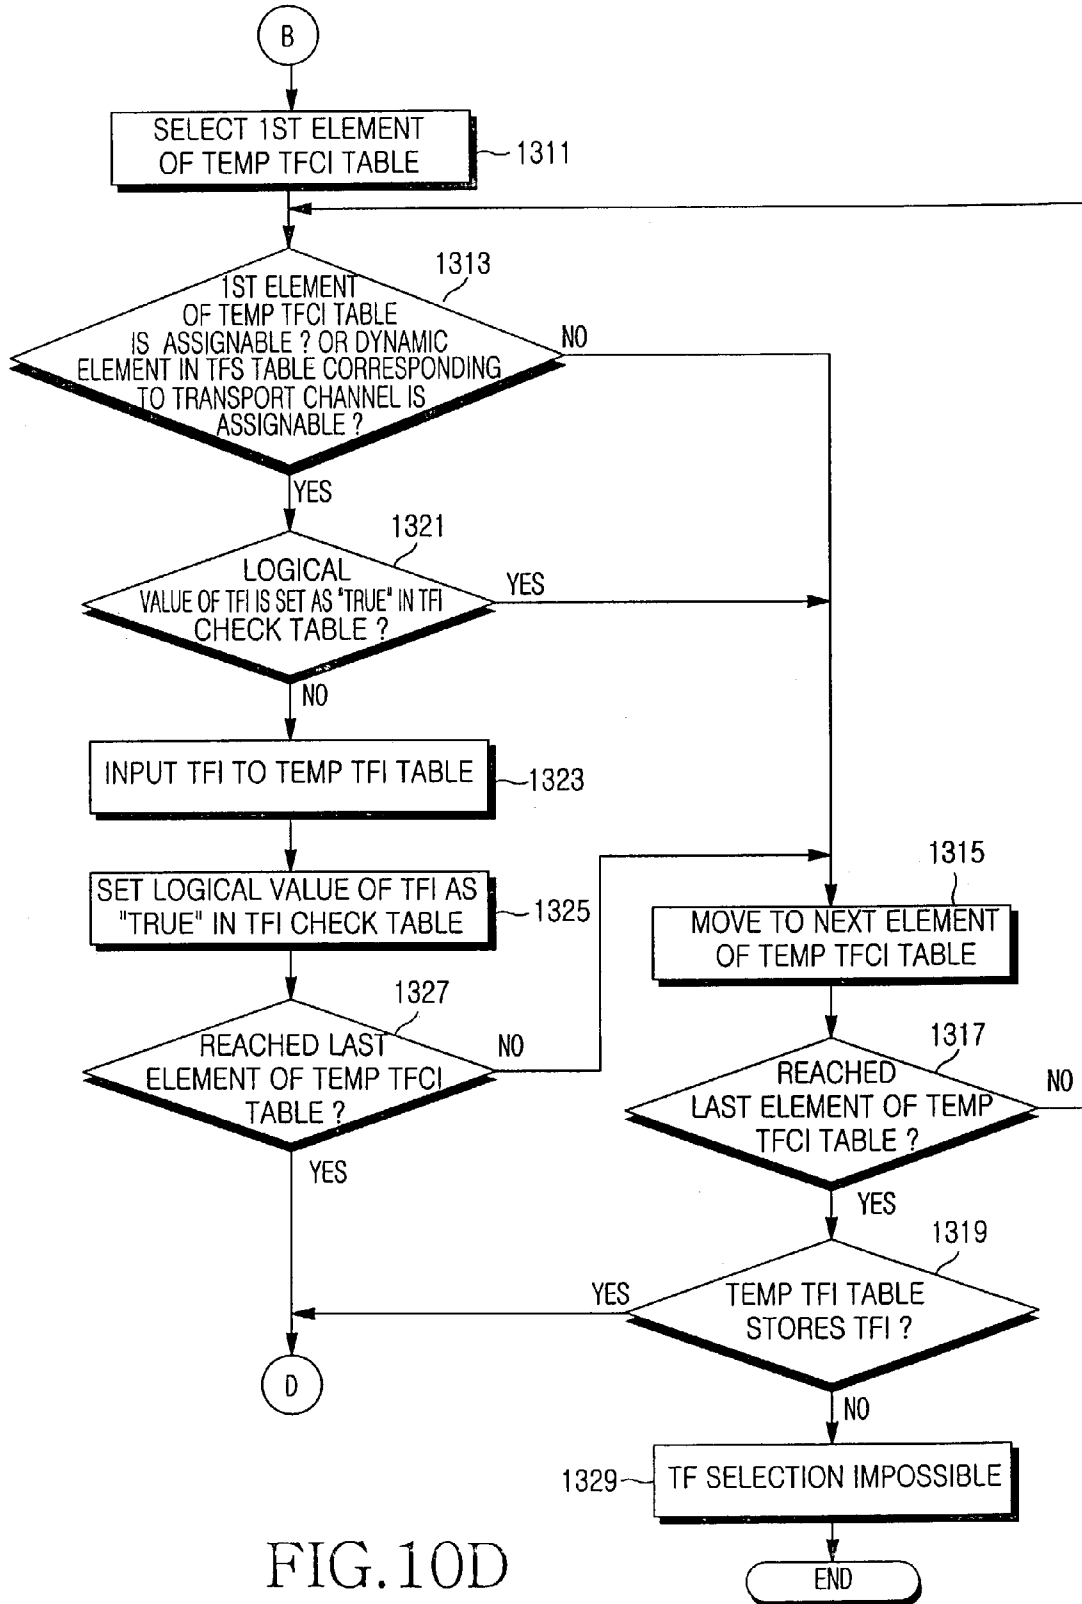 B
SELECT 1ST ELEMENT
OF TEMP TFCI TABLE
1311
1313
1ST ELEMENT
OF TEMP TFCI TABLE
IS ASSIGNABLE ? OR DYNAMIC
ELEMENT IN TFS TABLE CORRESPONDING
TO TRANSPORT CHANNEL IS
ASSIGNABLE ?
NO
YES
1321
LOGICAL
VALUE OF TFI IS SET AS "TRUE" IN TFI
CHECK TABLE ?
YES
NO
INPUT TFI TO TEMP TFI TABLE
1323
SET LOGICAL VALUE OF TFI AS
"TRUE" IN TFI CHECK TABLE
1325
1315
MOVE TO NEXT ELEMENT
OF TEMP TFCI TABLE
1327
REACHED LAST
ELEMENT OF TEMP TFCI
TABLE ?
NO
YES
1317
REACHED
LAST ELEMENT OF TEMP
TFCI TABLE ?
NO
YES
1319
TEMP TFI TABLE
STORES TFI ?
YES
NO
D
1329
TF SELECTION IMPOSSIBLE
END
FIG.10D